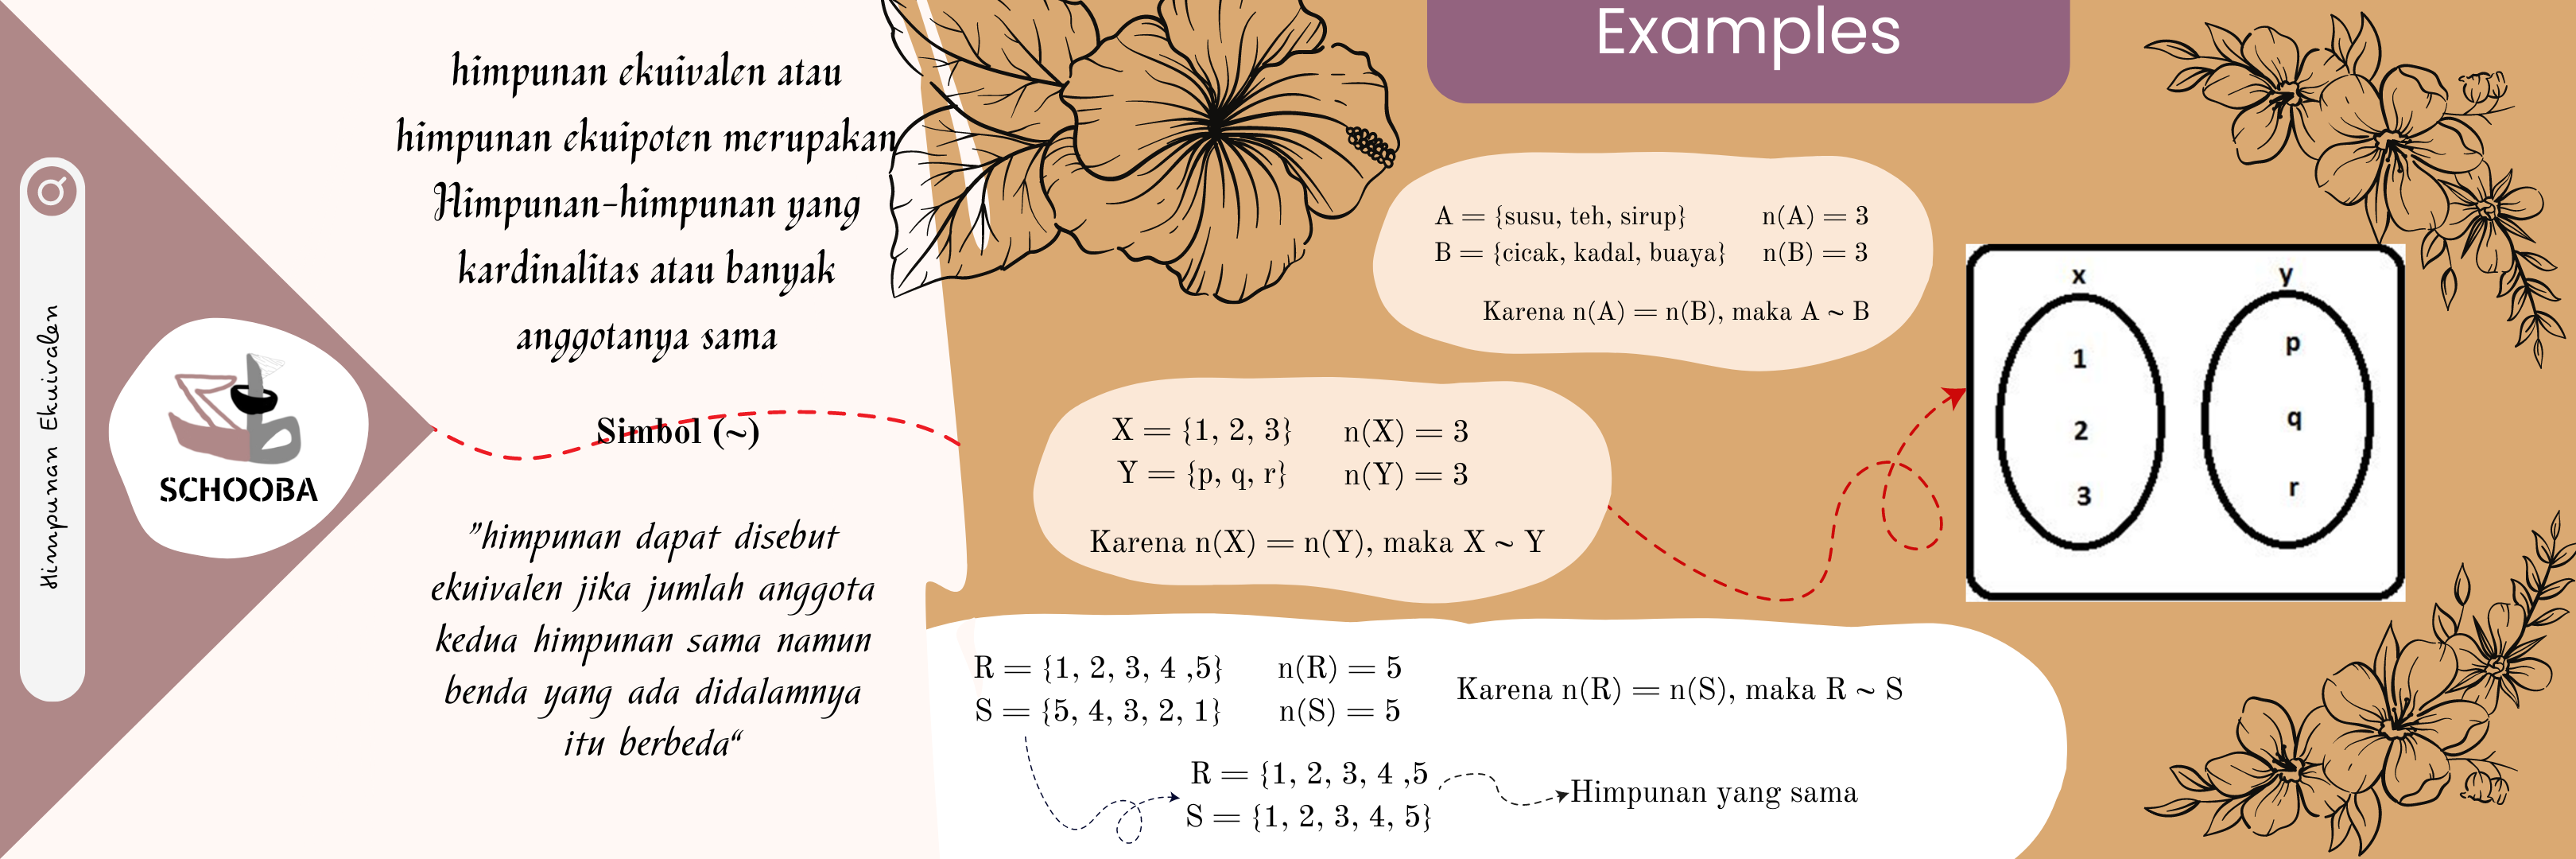 Himpunan Ekuivalen
SCHOOBA
himpunan ekuivalen atau
himpunan ekuipoten merupakan
Himpunan-himpunan yang
kardinalitas atau banyak
anggotanya sama
Simbol (~)
"himpunan dapat disebut
ekuivalen jika jumlah anggota
kedua himpunan sama namun
benda yang ada didalamnya
itu berbeda"
Examples
A = {susu, teh, sirup} n(A) = 3
B = {cicak, kadal, buaya} n(B) = 3
Karena n(A) = n(B), maka A ~ B
X = {1, 2, 3} n(X) = 3
Y = {p, q, r} n(Y) = 3
Karena n(X) = n(Y), maka X ~ Y
x y
1 p
2 q
3 r
R = {1, 2, 3, 4 ,5} n(R) = 5
S = {5, 4, 3, 2, 1} n(S) = 5
Karena n(R) = n(S), maka R ~ S
R = {1, 2, 3, 4 ,5
S = {1, 2, 3, 4, 5}
Himpunan yang sama